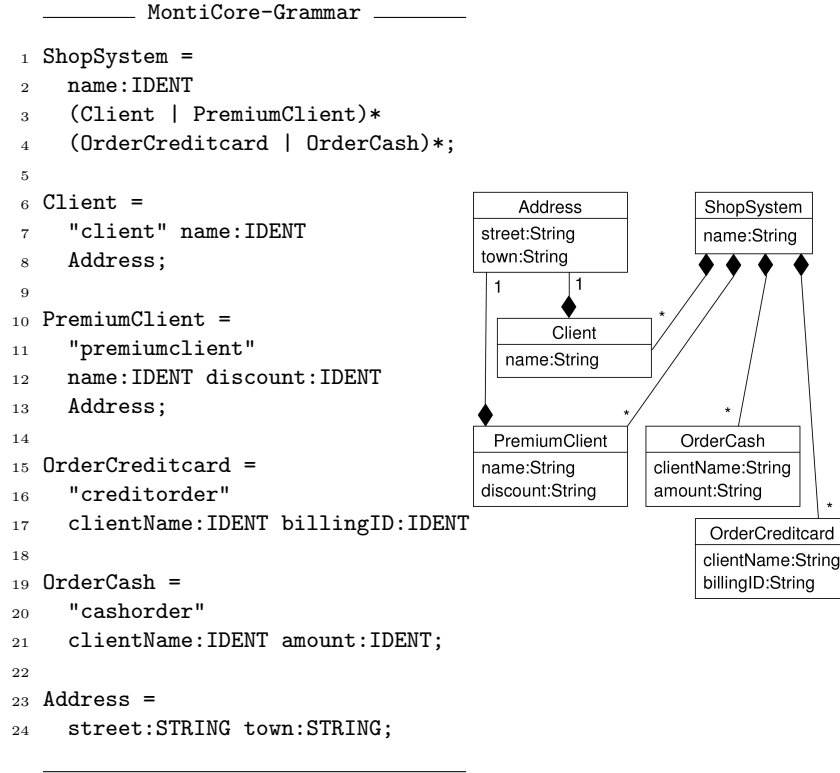 MontiCore-Grammar
1 ShopSystem =
2 name:IDENT
3 (Client | PremiumClient)*
4 (OrderCreditcard | OrderCash)*;
5
6 Client =
7 "client" name:IDENT
8 Address;
9
10 PremiumClient =
11 "premiumclient"
12 name:IDENT discount:IDENT
13 Address;
14
15 OrderCreditcard =
16 "creditorder"
17 clientName:IDENT billingID:IDENT
18
19 OrderCash =
20 "cashorder"
21 clientName:IDENT amount:IDENT;
22
23 Address =
24 street:STRING town:STRING;
Address
street:String
town:String
ShopSystem
name:String
1
1
*
Client
name:String
*
*
PremiumClient
name:String
discount:String
OrderCash
clientName:String
amount:String
*
OrderCreditcard
clientName:String
billingID:String